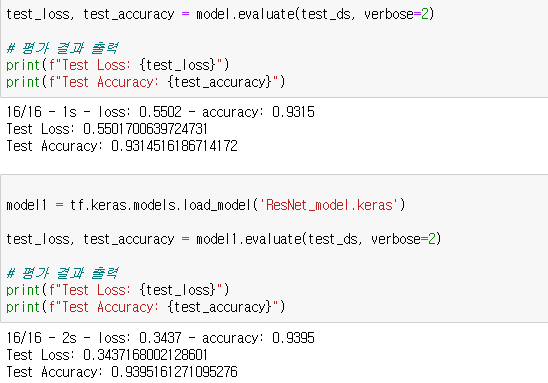 test_loss, test_accuracy = model.evaluate(test_ds, verbose=2)
# 평가 결과 출력
print(f"Test Loss: {test_loss}")
print(f"Test Accuracy: {test_accuracy}")
16/16 - 1s - loss: 0.5502 - accuracy: 0.9315
Test Loss: 0.5501700639724731
Test Accuracy: 0.9314516186714172
model1 = tf.keras.models.load_model('ResNet_model.keras')
test_loss, test_accuracy = model1.evaluate(test_ds, verbose=2)
# 평가 결과 출력
print(f"Test Loss: {test_loss}")
print(f"Test Accuracy: {test_accuracy}")
16/16 - 2s - loss: 0.3437 - accuracy: 0.9395
Test Loss: 0.3437168002128601
Test Accuracy: 0.9395161271095276